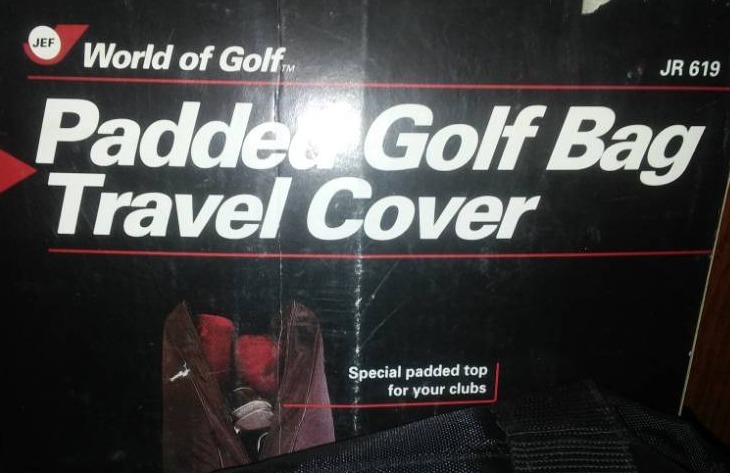 JEF World of Golf™
JR 619
Padded Golf Bag
Travel Cover
Special padded top
for your clubs